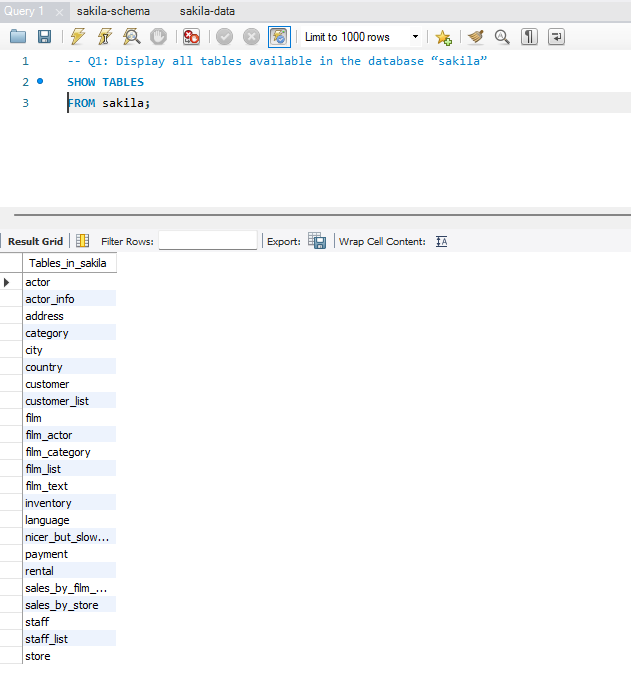 Query 1 sakila-schema sakila-data
Limit to 1000 rows
1 -- Q1: Display all tables available in the database “sakila”
2 SHOW TABLES
3 FROM sakila;
Result Grid Filter Rows: Export: Wrap Cell Content:
Tables_in_sakila
actor
actor_info
address
category
city
country
customer
customer_list
film
film_actor
film_category
film_list
film_text
inventory
language
nicer_but_slow...
payment
rental
sales_by_film_...
sales_by_store
staff
staff_list
store